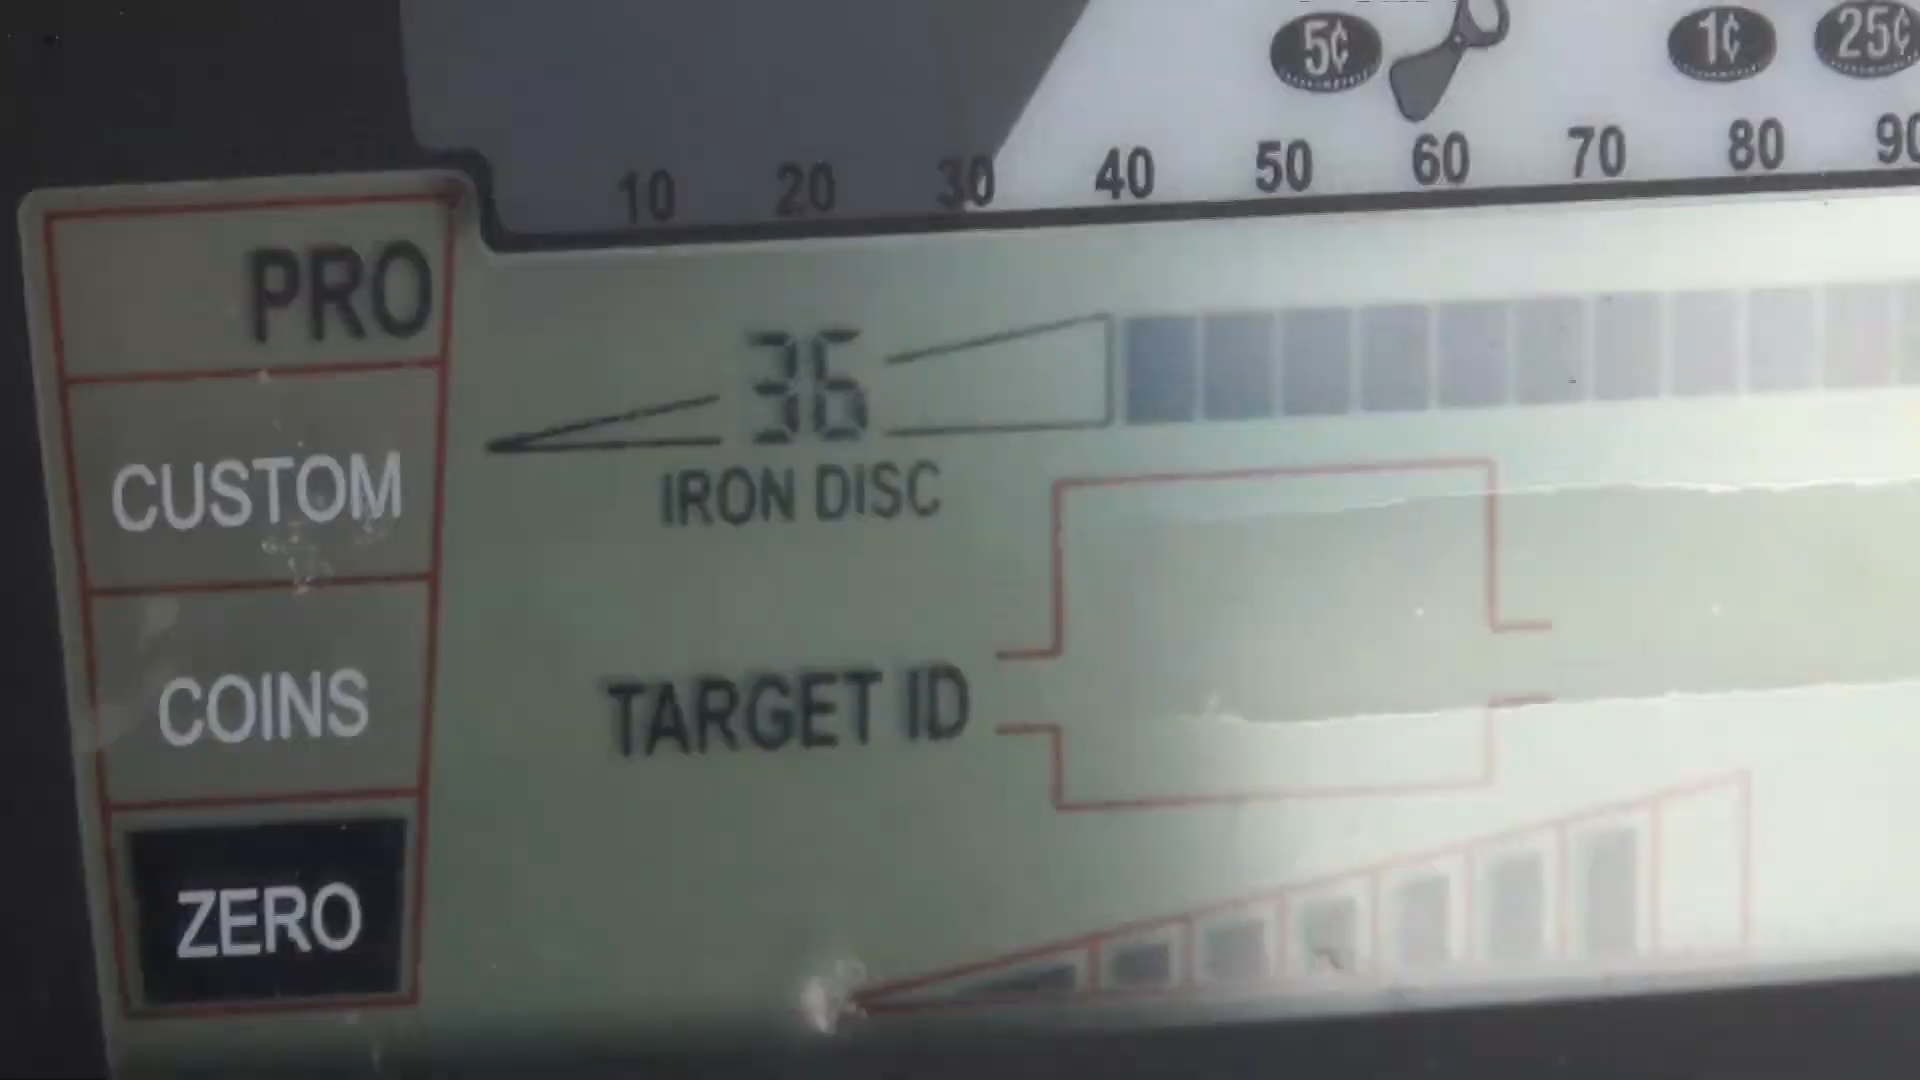 5¢ 1¢ 25¢
10 20 30 40 50 60 70 80 90
PRO
36
IRON DISC
CUSTOM
TARGET ID
COINS
ZERO